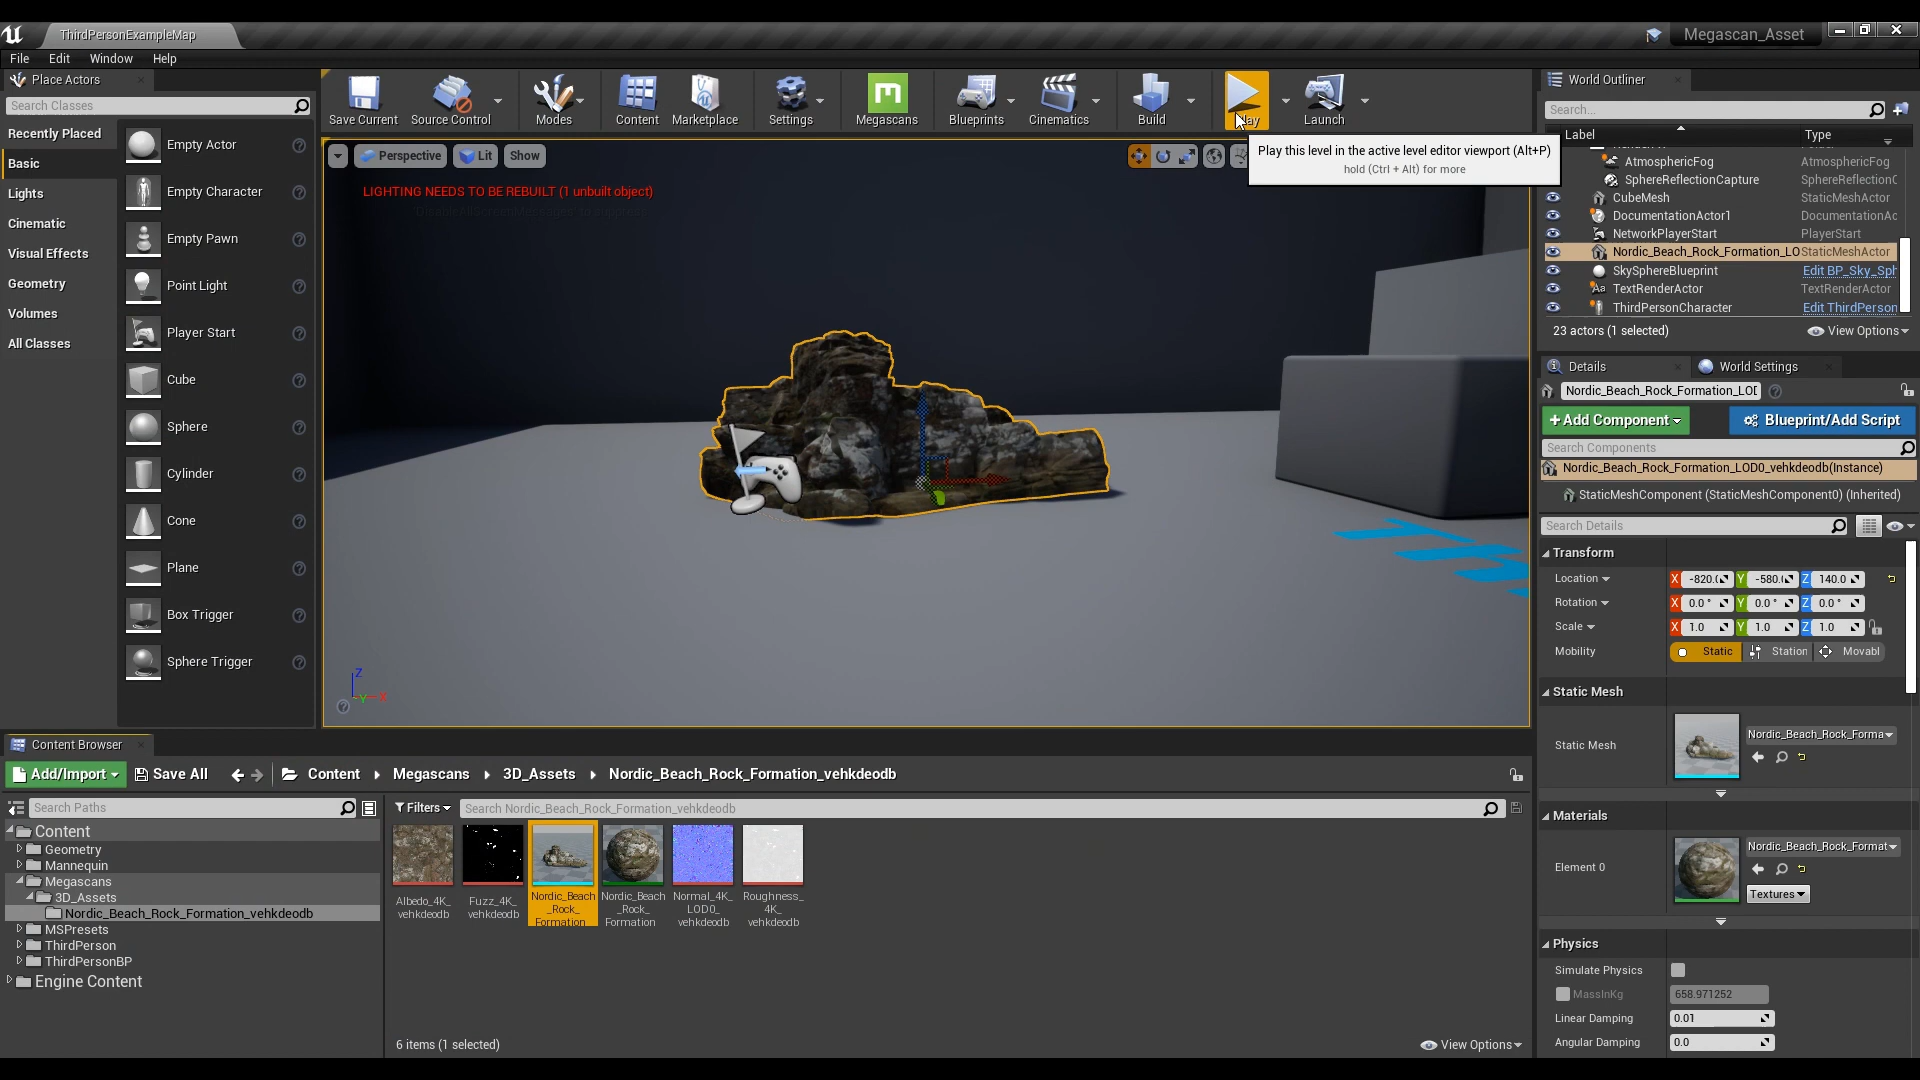 ThirdPersonExampleMap
Megascan_Asset
File Edit Window Help
Place Actors
Search Classes
Recently Placed
Basic
Lights
Cinematic
Visual Effects
Geometry
Volumes
All Classes
Empty Actor
Empty Character
Empty Pawn
Point Light
Player Start
Cube
Sphere
Cylinder
Cone
Plane
Box Trigger
Sphere Trigger
Save Current
Source Control
Modes
Content
Marketplace
Settings
Megascans
Blueprints
Cinematics
Build
Launch
Play this level in the active level editor viewport (Alt+P)
hold (Ctrl + Alt) for more
Perspective
Lit
Show
LIGHTING NEEDS TO BE REBUILT (1 unbuilt object)
Z
Y
X
World Outliner
Search...
Label Type
AtmosphericFog AtmosphericFog
SphereReflectionCapture SphereReflectionC
CubeMesh StaticMeshActor
DocumentationActor1 DocumentationAc
NetworkPlayerStart PlayerStart
Nordic_Beach_Rock_Formation_LO StaticMeshActor
SkySphereBlueprint Edit BP_Sky_Sph
TextRenderActor TextRenderActor
ThirdPersonCharacter Edit ThirdPerson
23 actors (1 selected)
View Options
Details
World Settings
Nordic_Beach_Rock_Formation_LO
+Add Component
Blueprint/Add Script
Search Components
Nordic_Beach_Rock_Formation_LOD0_vehkdeodb(Instance)
StaticMeshComponent (StaticMeshComponent0) (Inherited)
Search Details
Transform
Location X -820.( Y -580.( Z 140.0
Rotation X 0.0 ° Y 0.0 ° Z 0.0 °
Scale X 1.0 Y 1.0 Z 1.0
Mobility Static Station Movabl
Static Mesh
Static Mesh Nordic_Beach_Rock_Forma
Materials
Element 0 Nordic_Beach_Rock_Format
Textures
Physics
Simulate Physics
MassInKg 658.971252
Linear Damping 0.01
Angular Damping 0.0
Content Browser
Add/Import
Save All
Content
Megascans
3D_Assets
Nordic_Beach_Rock_Formation_vehkdeodb
Search Paths
Content
Geometry
Mannequin
Megascans
3D_Assets
Nordic_Beach_Rock_Formation_vehkdeodb
MSPresets
ThirdPerson
ThirdPersonBP
Engine Content
Filters
Search Nordic_Beach_Rock_Formation_vehkdeodb
Albedo_4K_
vehkdeodb
Fuzz_4K_
vehkdeodb
Nordic_Beach
_Rock_
Formation
Nordic_Beach
_Rock_
Formation
Normal_4K_
LOD0_
vehkdeodb
Roughness_
4K_
vehkdeodb
6 items (1 selected)
View Options